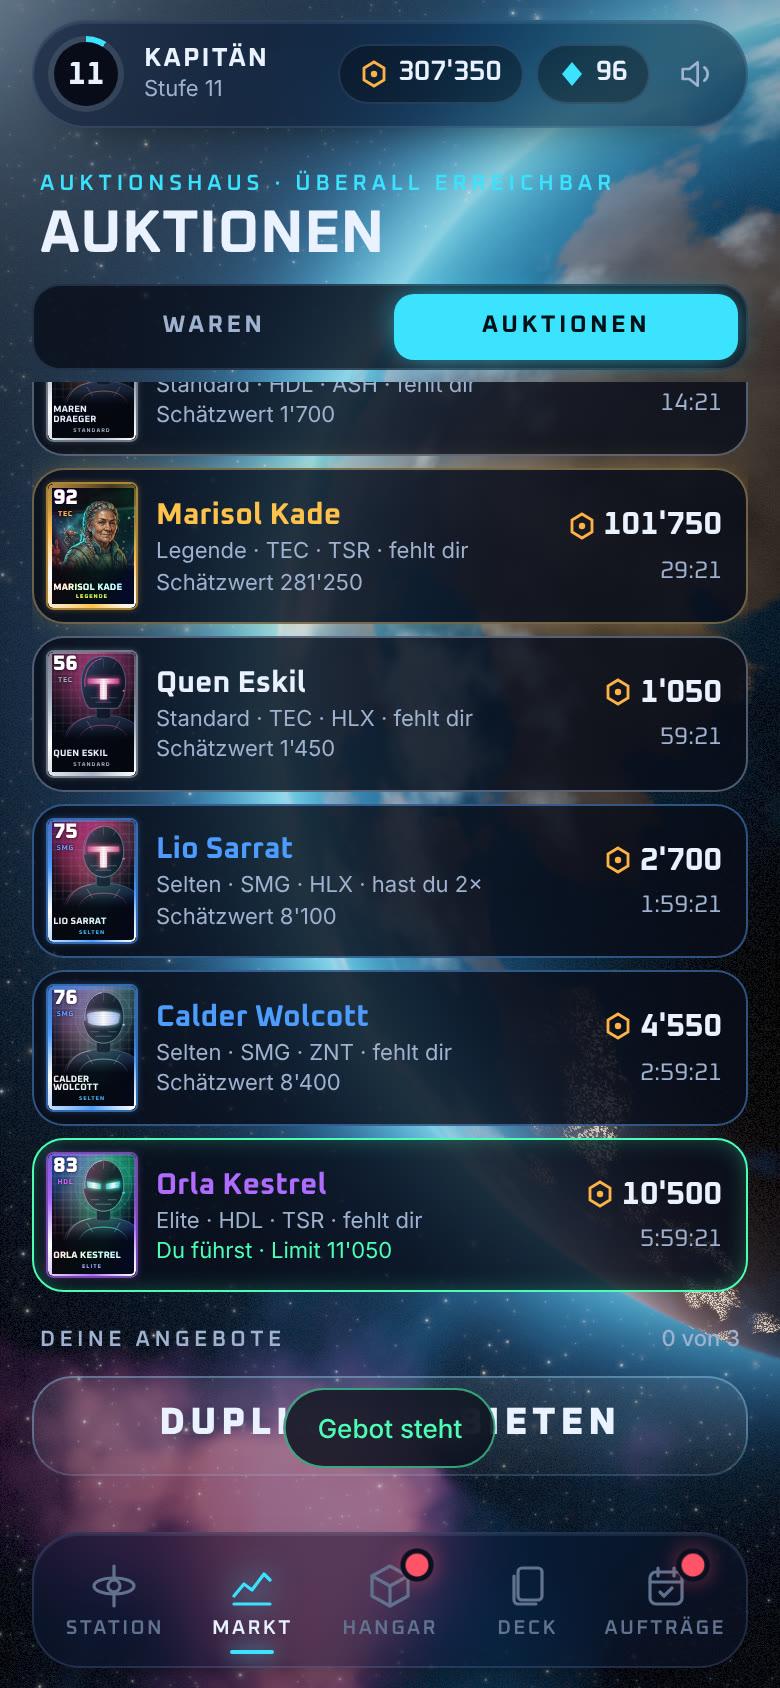 11
KAPITÄN
Stufe 11
307'350
96
AUKTIONSHAUS · ÜBERALL ERREICHBAR
AUKTIONEN
WAREN
AUKTIONEN
MAREN
DRAEGER
STANDARD
Standard · HDL · ASH · fehlt dir
Schätzwert 1'700
14:21
92
TEC
MARISOL KADE
LEGENDE
Marisol Kade
Legende · TEC · TSR · fehlt dir
Schätzwert 281'250
101'750
29:21
56
TEC
QUEN ESKIL
STANDARD
Quen Eskil
Standard · TEC · HLX · fehlt dir
Schätzwert 1'450
1'050
59:21
75
SMG
LIO SARRAT
SELTEN
Lio Sarrat
Selten · SMG · HLX · hast du 2×
Schätzwert 8'100
2'700
1:59:21
76
SMG
CALDER
WOLCOTT
SELTEN
Calder Wolcott
Selten · SMG · ZNT · fehlt dir
Schätzwert 8'400
4'550
2:59:21
83
HDL
ORLA KESTREL
ELITE
Orla Kestrel
Elite · HDL · TSR · fehlt dir
Du führst · Limit 11'050
10'500
5:59:21
DEINE ANGEBOTE
0 von 3
Gebot steht
STATION
MARKT
HANGAR
DECK
AUFTRÄGE